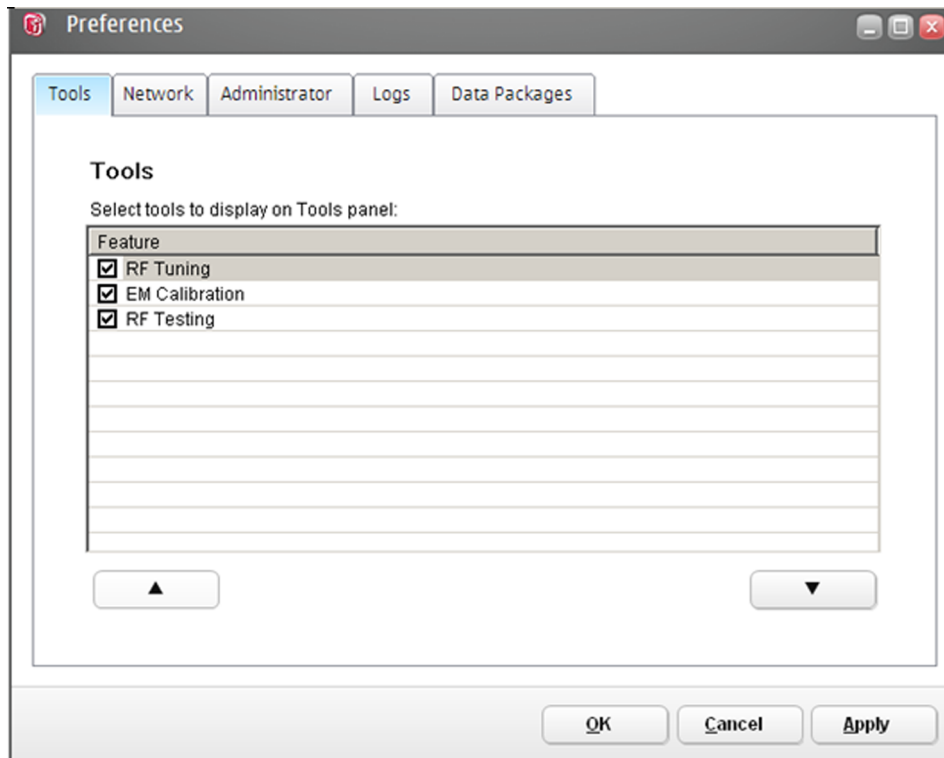 Preferences
Tools Network Administrator Logs Data Packages
Tools
Select tools to display on Tools panel:
Feature
RF Tuning
EM Calibration
RF Testing
OK Cancel Apply